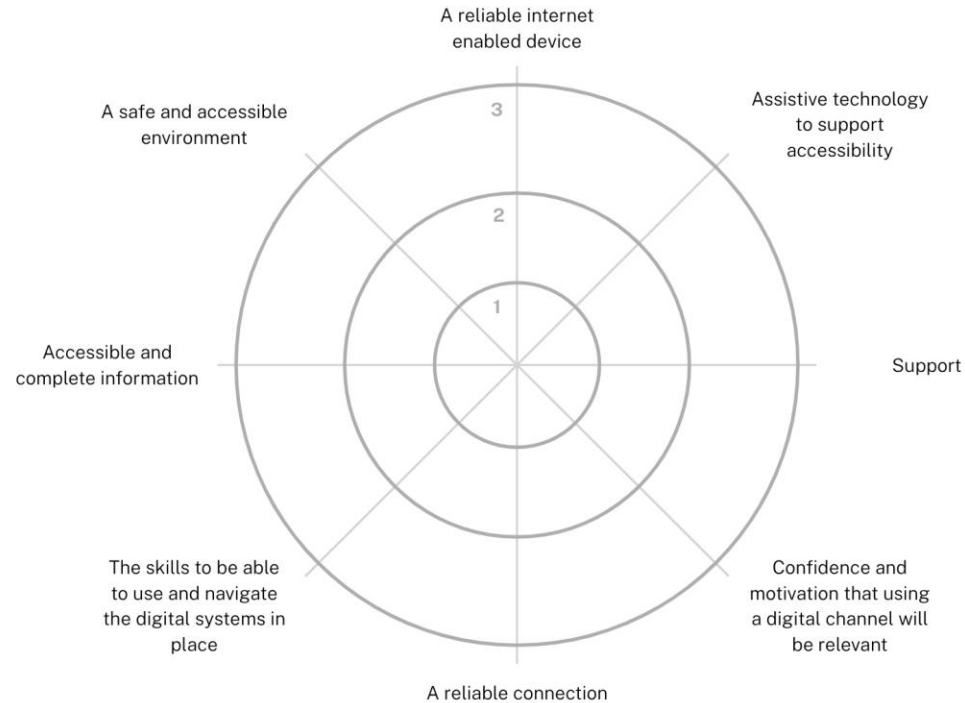 A reliable internet
enabled device
A safe and accessible
environment
Assistive technology
to support
accessibility
3
2
1
Accessible and
complete information
Support
The skills to be able
to use and navigate
the digital systems in
place
Confidence and
motivation that using
a digital channel will
be relevant
A reliable connection